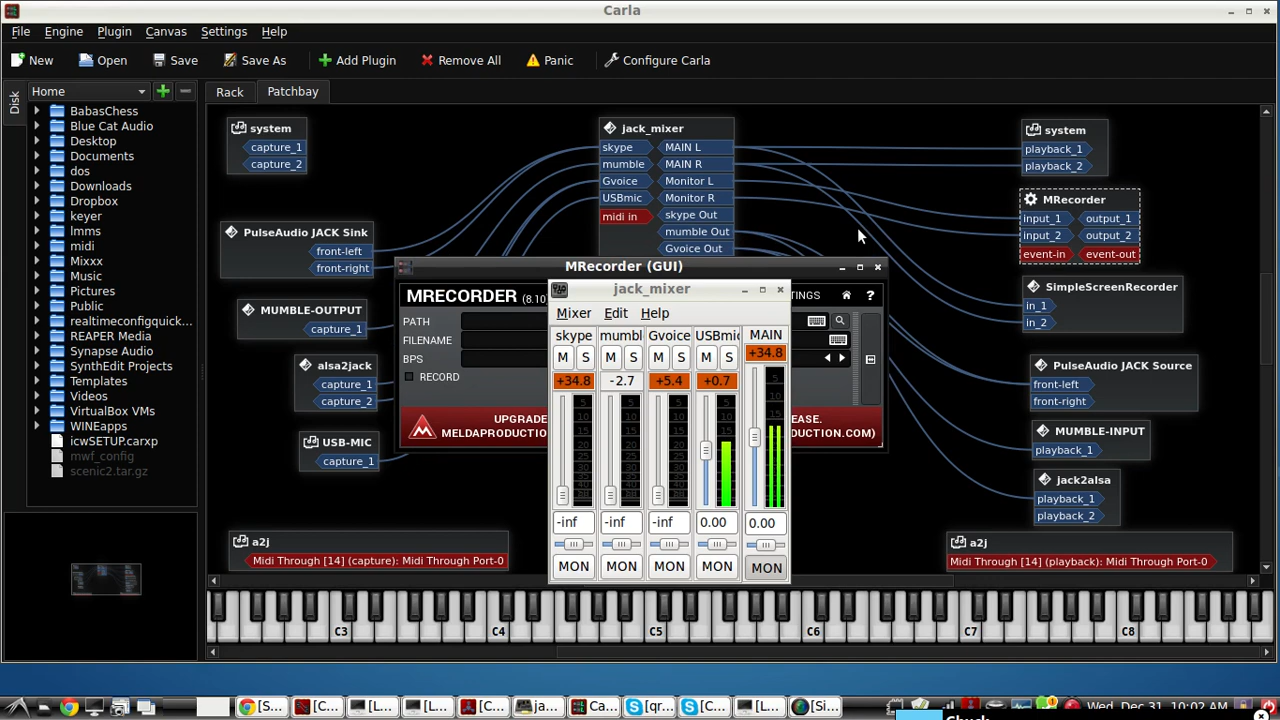 Carla
File Engine Plugin Canvas Settings Help
New Open Save Save As Add Plugin Remove All Panic Configure Carla
Disk
Home
Rack Patchbay
BabasChess
Blue Cat Audio
Desktop
Documents
dos
Downloads
Dropbox
keyer
lmms
midi
Mixxx
Music
Pictures
Public
realtimeconfigquick...
REAPER Media
Synapse Audio
SynthEdit Projects
Templates
Videos
VirtualBox VMs
WINEapps
icwSETUP.carxp
mwf_config
scenic2.tar.gz
system
capture_1
capture_2
PulseAudio JACK Sink
front-left
front-right
MUMBLE-OUTPUT
capture_1
alsa2jack
capture_1
capture_2
USB-MIC
capture_1
a2j
Midi Through [14] (capture): Midi Through Port-0
jack_mixer
skype MAIN L
mumble MAIN R
Gvoice Monitor L
USBmic Monitor R
midi in skype Out
mumble Out
Gvoice Out
system
playback_1
playback_2
MRecorder
input_1 output_1
input_2 output_2
event-in event-out
SimpleScreenRecorder
in_1
in_2
PulseAudio JACK Source
front-left
front-right
MUMBLE-INPUT
playback_1
jack2alsa
playback_1
playback_2
a2j
Midi Through [14] (playback): Midi Through Port-0
MRecorder (GUI)
MRECORDER (8.10
TINGS ?
PATH
FILENAME
BPS
RECORD
UPGRADE
EASE.
MELDAPRODUCTION
CTION.COM)
jack_mixer
Mixer Edit Help
skype mumbl Gvoice USBmic MAIN
M S M S M S M S
+34.8 -2.7 +5.4 +0.7 +34.8
-inf -inf -inf 0.00 0.00
MON MON MON MON MON
C3 C4 C5 C6 C7 C8
[S... [C... [L... [L... [C... ja... Ca... [qr... [C... [L... [Si...
Wed. Dec 31, 10:02 AM